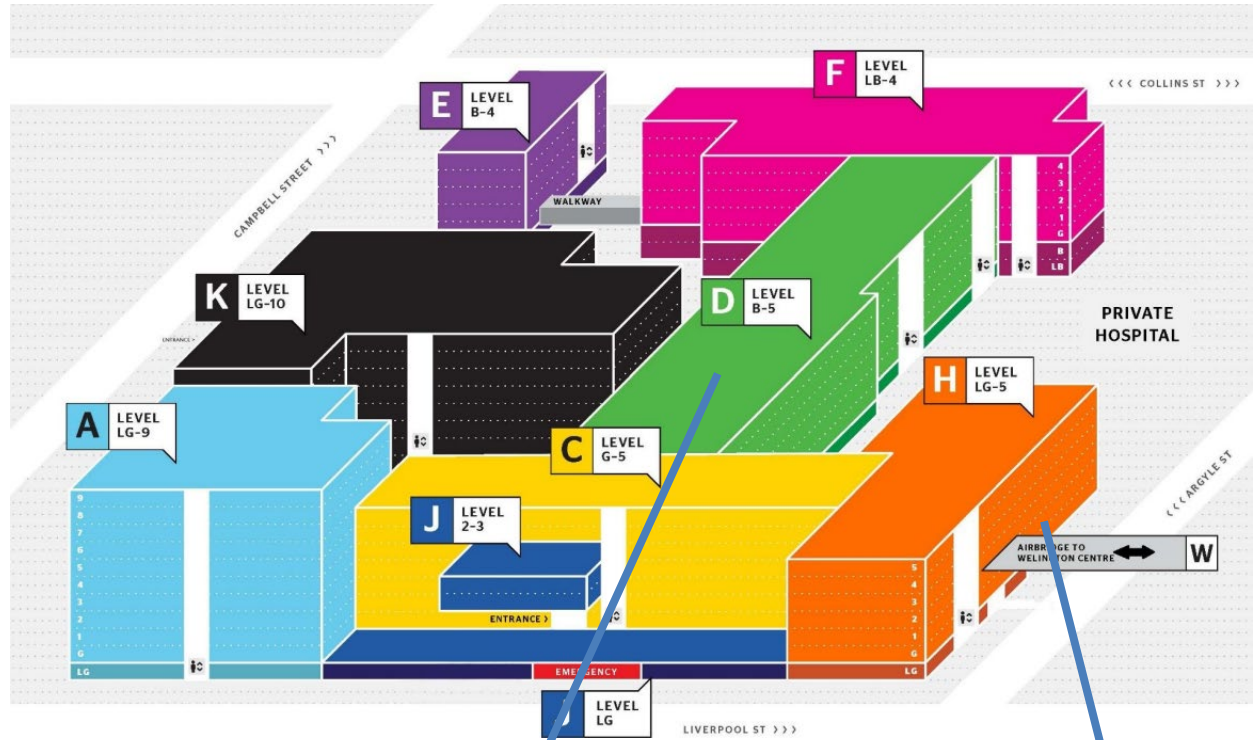 F
LEVEL
LB-4
<<< COLLINS ST >>>
E
LEVEL
B-4
CAMPBELL STREET >>>
WALKWAY
4
3
2
1
G
B
LB
K
LEVEL
LG-10
D
LEVEL
B-5
PRIVATE
HOSPITAL
ENTRANCE >
H
LEVEL
LG-5
A
LEVEL
LG-9
C
LEVEL
G-5
<<< ARGYLE ST
9
8
7
6
5
4
3
2
1
G
LG
J
LEVEL
2-3
AIRBRIDGE TO
WELINGTON CENTRE
W
5
4
3
2
1
G
LG
ENTRANCE >
EMERGENCY
J
LEVEL
LG
LIVERPOOL ST >>>